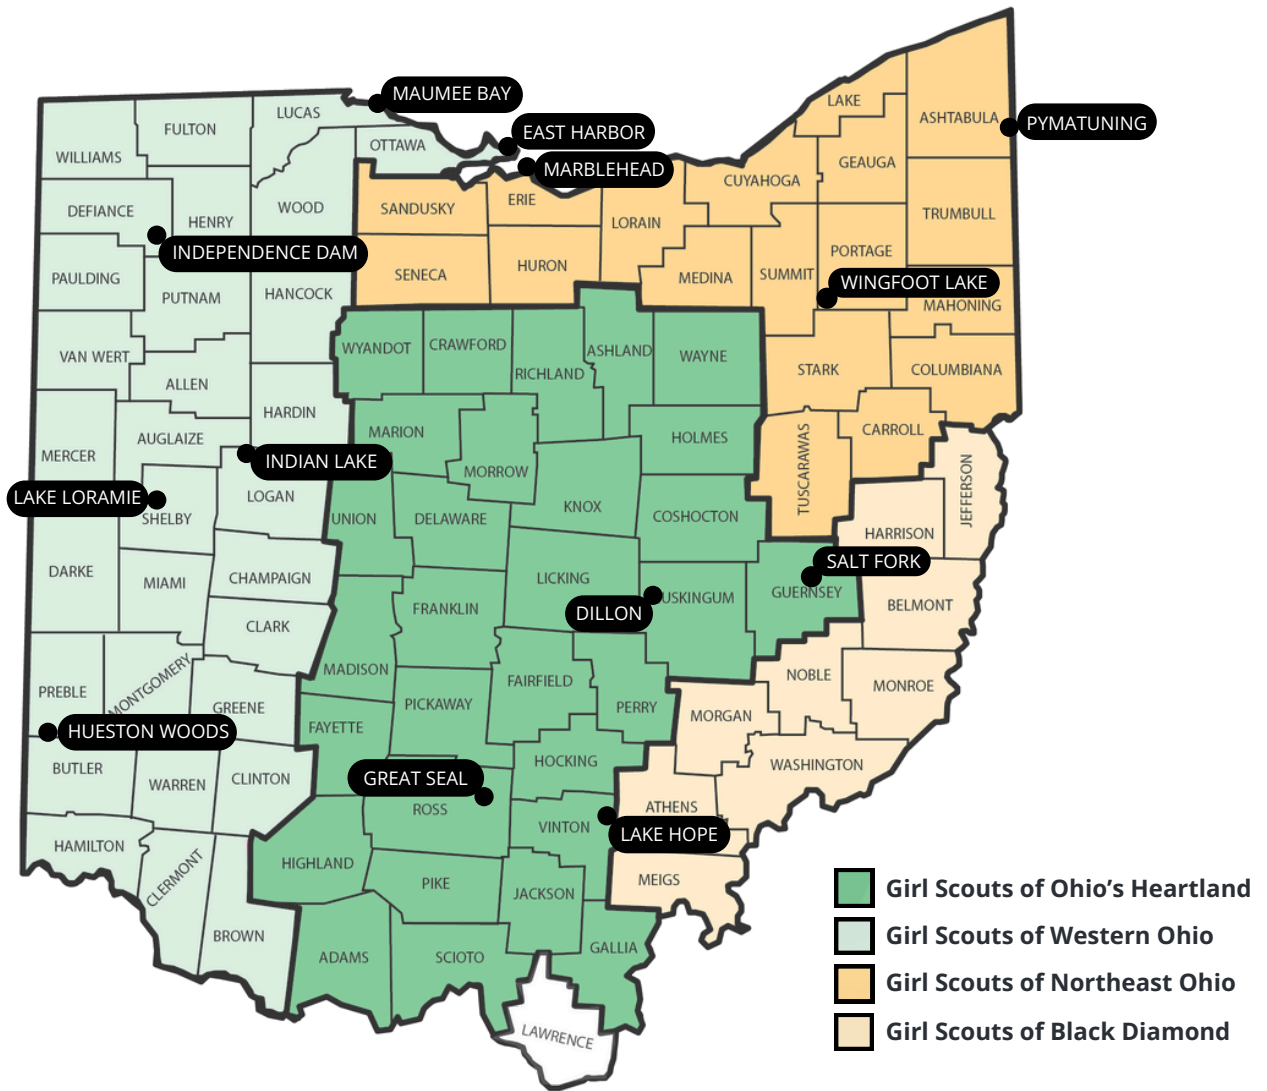 MAUMEE BAY
LAKE
LUCAS
ASHTABULA
PYMATUNING
FULTON
EAST HARBOR
OTTAWA
WILLIAMS
GEAUGA
MARBLEHEAD
CUYAHOGA
ERIE
DEFIANCE
WOOD
SANDUSKY
TRUMBULL
HENRY
LORAIN
INDEPENDENCE DAM
PORTAGE
HURON
SENECA
SUMMIT
PAULDING
MEDINA
WINGFOOT LAKE
HANCOCK
PUTNAM
MAHONING
CRAWFORD
WYANDOT
ASHLAND
VAN WERT
WAYNE
STARK
COLUMBIANA
RICHLAND
ALLEN
HARDIN
CARROLL
MARION
AUGLAIZE
HOLMES
MERCER
INDIAN LAKE
TUSCARAWAS
MORROW
JEFFERSON
LOGAN
LAKE LORAMIE
KNOX
SHELBY
UNION
DELAWARE
COSHOCTON
HARRISON
SALT FORK
DARKE
MIAMI
CHAMPAIGN
LICKING
GUERNSEY
USKINGUM
BELMONT
FRANKLIN
DILLON
CLARK
MADISON
NOBLE
FAIRFIELD
MONROE
MONTGOMERY
PREBLE
GREENE
PICKAWAY
PERRY
MORGAN
FAYETTE
HUESTON WOODS
HOCKING
WASHINGTON
BUTLER
CLINTON
GREAT SEAL
WARREN
ROSS
ATHENS
VINTON
LAKE HOPE
HAMILTON
HIGHLAND
CLERMONT
PIKE
MEIGS
JACKSON
Girl Scouts of Ohio’s Heartland
BROWN
Girl Scouts of Western Ohio
GALLIA
ADAMS
SCIOTO
Girl Scouts of Northeast Ohio
Girl Scouts of Black Diamond
LAWRENCE